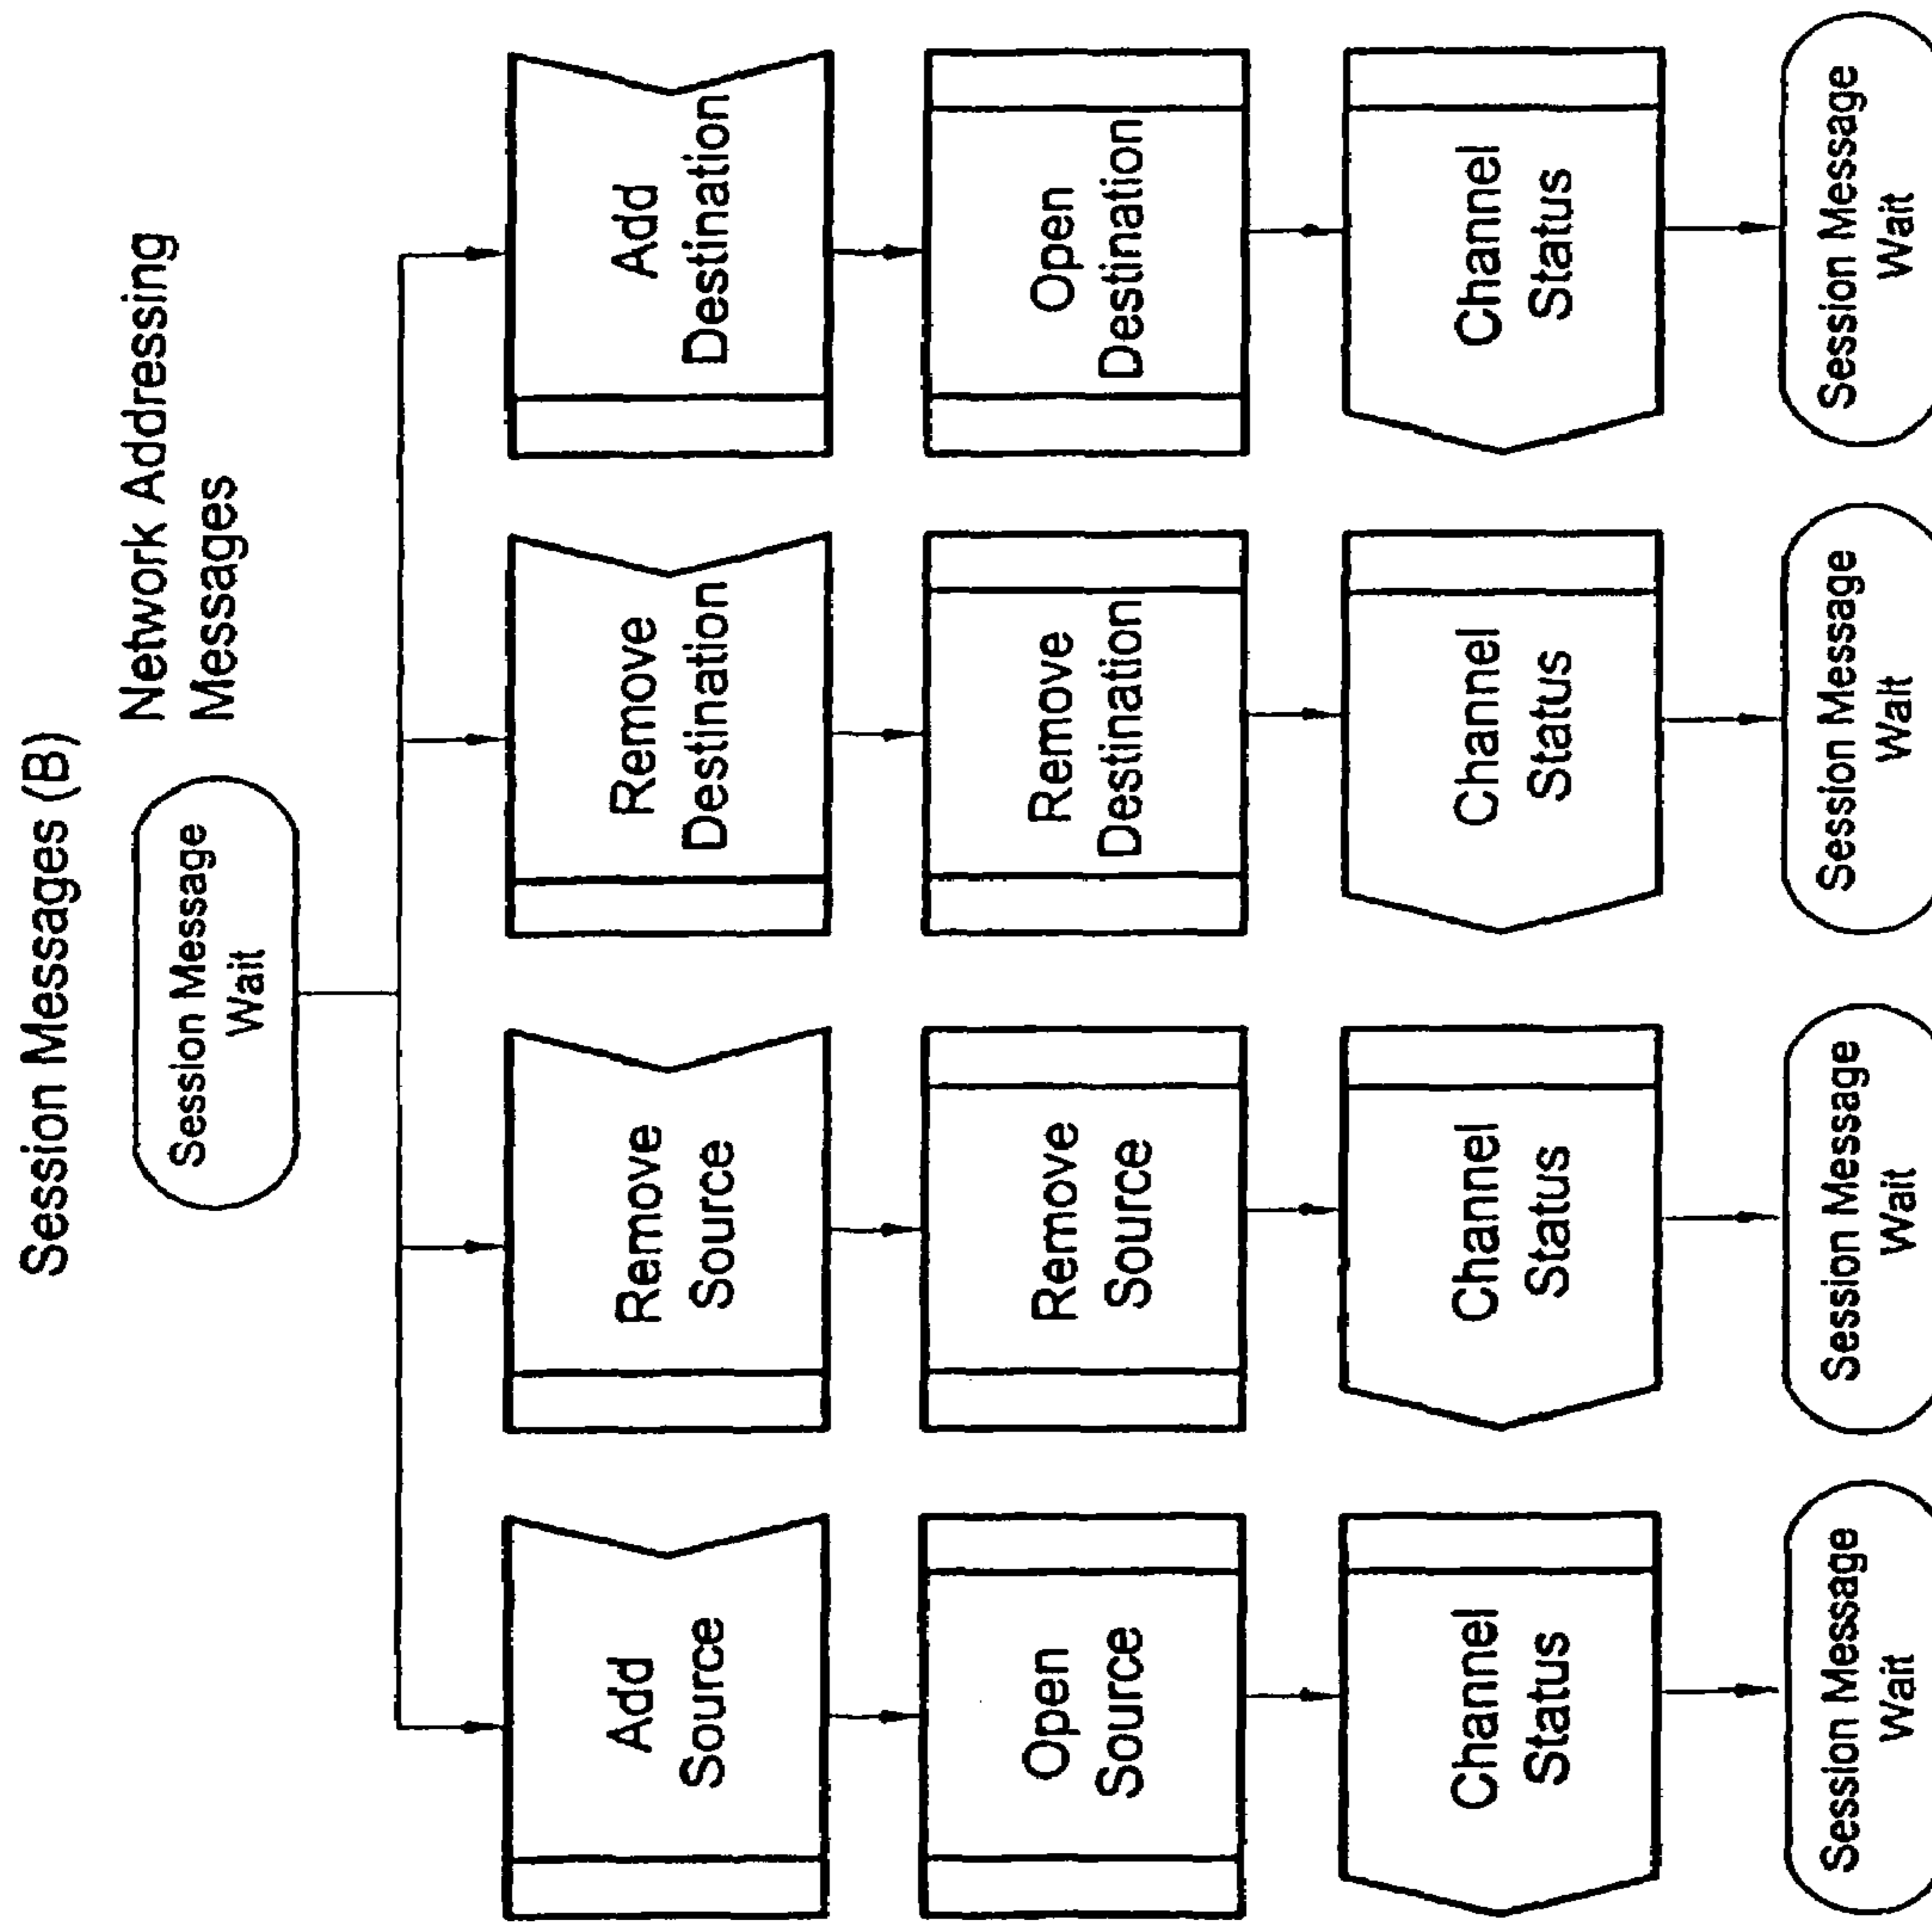 Session Messages (B)
Network Addressing
Messages
Session Message
Wait
Add
Source
Remove
Source
Remove
Destination
Add
Destination
Open
Source
Remove
Source
Remove
Destination
Open
Destination
Channel
Status
Channel
Status
Channel
Status
Channel
Status
Session Message
Wait
Session Message
Wait
Session Message
Wait
Session Message
Wait